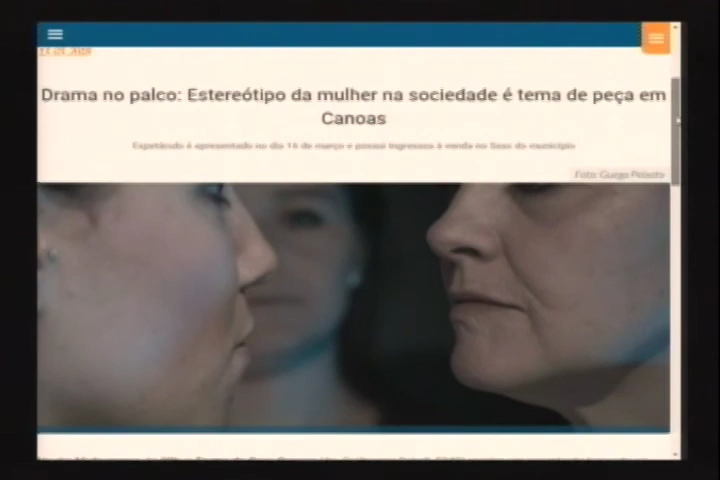 Drama no palco: Estereótipo da mulher na sociedade é tema de peça em
Canoas
Espetáculo é apresentado no dia 16 de março e possui ingressos à venda no Sesc do município
Foto: Guego Peixoto